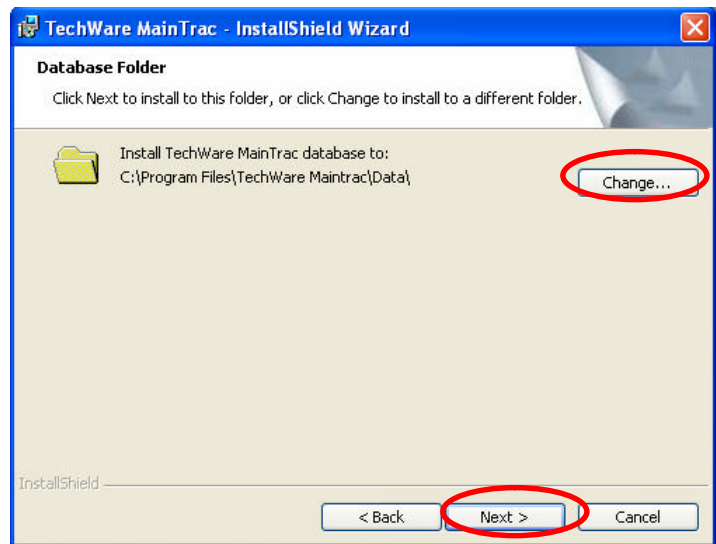 TechWare MainTrac - InstallShield Wizard
Database Folder
Click Next to install to this folder, or click Change to install to a different folder.
Install TechWare MainTrac database to:
C:\Program Files\TechWare Maintrac\Data\
Change...
InstallShield
< Back
Next >
Cancel